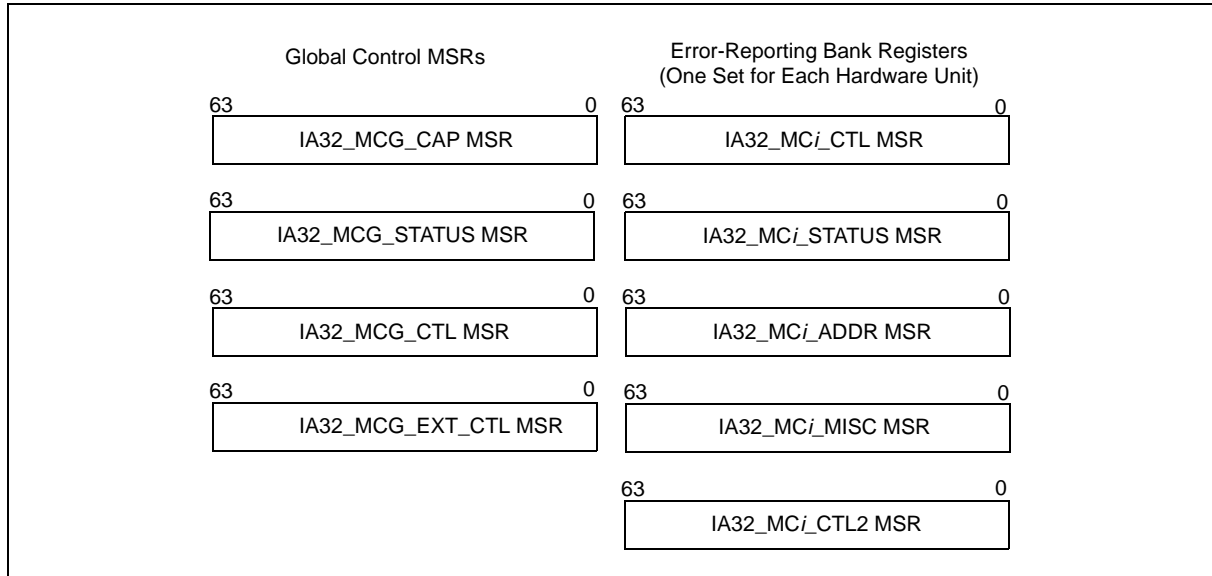 Global Control MSRs
63 0
IA32_MCG_CAP MSR
63 0
IA32_MCG_STATUS MSR
63 0
IA32_MCG_CTL MSR
63 0
IA32_MCG_EXT_CTL MSR
Error-Reporting Bank Registers
(One Set for Each Hardware Unit)
63 0
IA32_MCi_CTL MSR
63 0
IA32_MCi_STATUS MSR
63 0
IA32_MCi_ADDR MSR
63 0
IA32_MCi_MISC MSR
63 0
IA32_MCi_CTL2 MSR